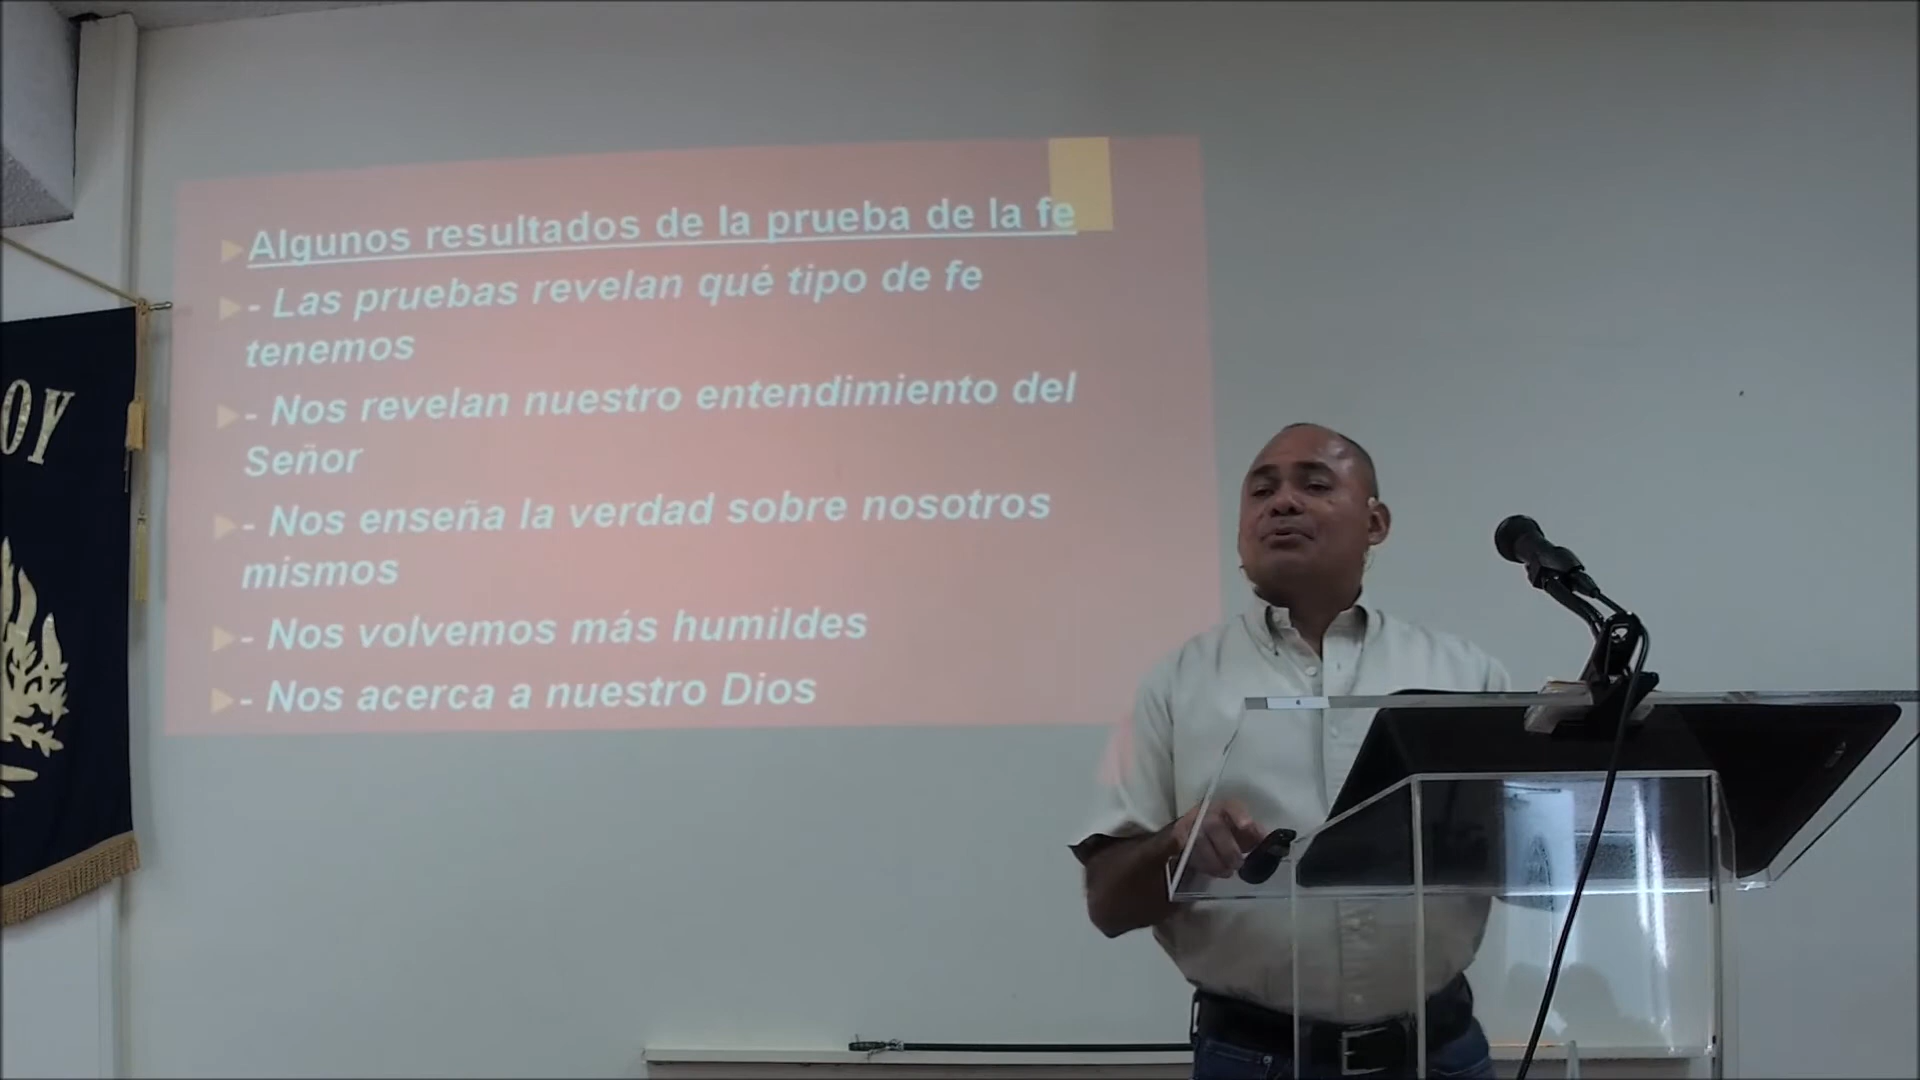 Algunos resultados de la prueba de la fe
- Las pruebas revelan qué tipo de fe
tenemos
- Nos revelan nuestro entendimiento del
Señor
- Nos enseña la verdad sobre nosotros
mismos
- Nos volvemos más humildes
- Nos acerca a nuestro Dios
OY